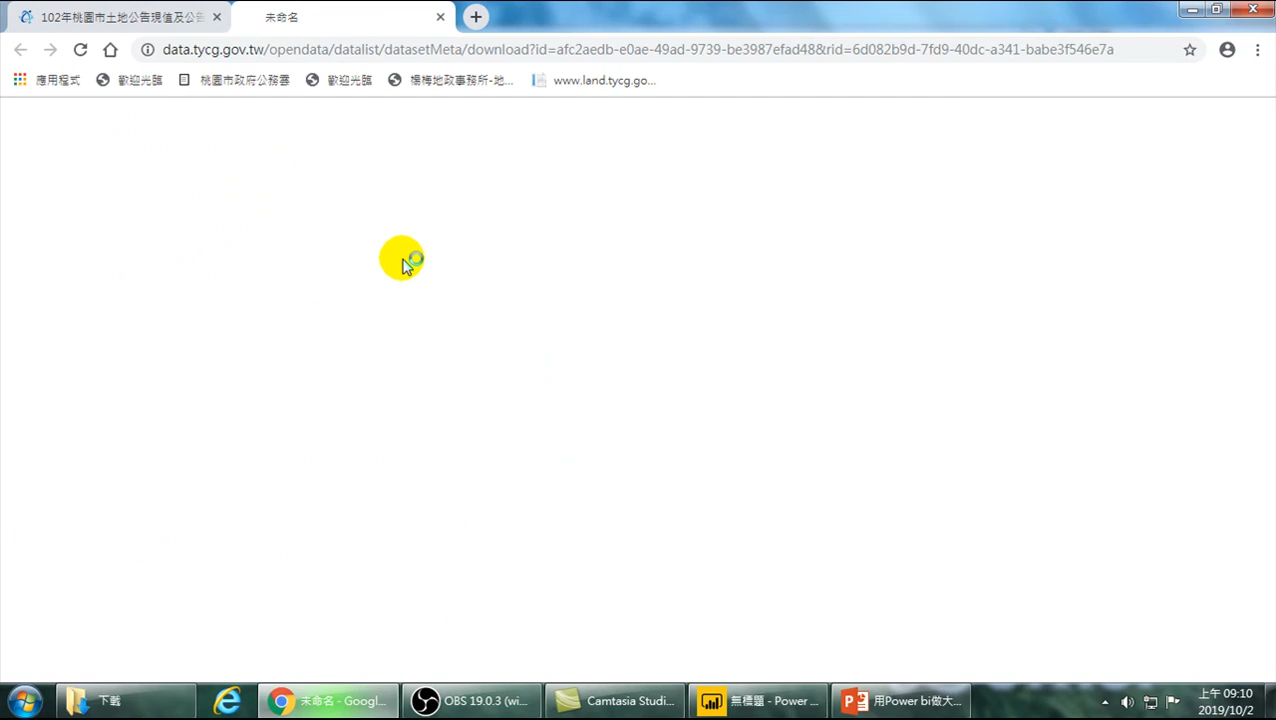 102年桃園市土地公告現值及公告
未命名
data.tycg.gov.tw/opendata/datalist/datasetMeta/download?id=afc2aedb-e0ae-49ad-9739-be3987efad48&rid=6d082b9d-7fd9-40dc-a341-babe3f546e7a
應用程式 歡迎光臨 桃園市政府公務雲 歡迎光臨 楊梅地政事務所-地... www.land.tycg.go...
下載 未命名 - Googl... OBS 19.0.3 (wi... Camtasia Studi... 無標題 - Power ... 用Power bi做大...
上午 09:10
2019/10/2